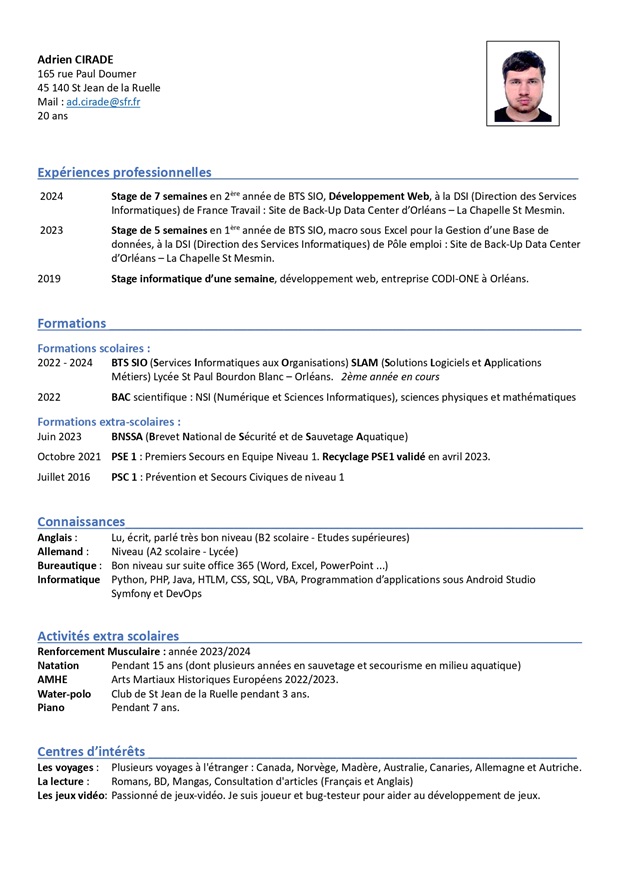 Adrien CIRADE
165 rue Paul Doumer
45 140 St Jean de la Ruelle
Mail : ad.cirade@sfr.fr
20 ans
Expériences professionnelles
2024 Stage de 7 semaines en 2ère année de BTS SIO, Développement Web, à la DSI (Direction des Services
Informatiques) de France Travail : Site de Back-Up Data Center d'Orléans – La Chapelle St Mesmin.
2023 Stage de 5 semaines en 1ère année de BTS SIO, macro sous Excel pour la Gestion d'une Base de
données, à la DSI (Direction des Services Informatiques) de Pôle emploi : Site de Back-Up Data Center
d'Orléans – La Chapelle St Mesmin.
2019 Stage informatique d'une semaine, développement web, entreprise CODI-ONE à Orléans.
Formations
Formations scolaires :
2022 - 2024 BTS SIO (Services Informatiques aux Organisations) SLAM (Solutions Logiciels et Applications
Métiers) Lycée St Paul Bourdon Blanc – Orléans. 2ème année en cours
2022 BAC scientifique : NSI (Numérique et Sciences Informatiques), sciences physiques et mathématiques
Formations extra-scolaires :
Juin 2023 BNSSA (Brevet National de Sécurité et de Sauvetage Aquatique)
Octobre 2021 PSE 1 : Premiers Secours en Equipe Niveau 1. Recyclage PSE1 validé en avril 2023.
Juillet 2016 PSC 1 : Prévention et Secours Civiques de niveau 1
Connaissances
Anglais : Lu, écrit, parlé très bon niveau (B2 scolaire - Etudes supérieures)
Allemand : Niveau (A2 scolaire - Lycée)
Bureautique : Bon niveau sur suite office 365 (Word, Excel, PowerPoint ...)
Informatique Python, PHP, Java, HTLM, CSS, SQL, VBA, Programmation d'applications sous Android Studio
Symfony et DevOps
Activités extra scolaires
Renforcement Musculaire : année 2023/2024
Natation Pendant 15 ans (dont plusieurs années en sauvetage et secourisme en milieu aquatique)
AMHE Arts Martiaux Historiques Européens 2022/2023.
Water-polo Club de St Jean de la Ruelle pendant 3 ans.
Piano Pendant 7 ans.
Centres d'intérêts
Les voyages : Plusieurs voyages à l'étranger : Canada, Norvège, Madère, Australie, Canaries, Allemagne et Autriche.
La lecture : Romans, BD, Mangas, Consultation d'articles (Français et Anglais)
Les jeux vidéo: Passionné de jeux-vidéo. Je suis joueur et bug-testeur pour aider au développement de jeux.